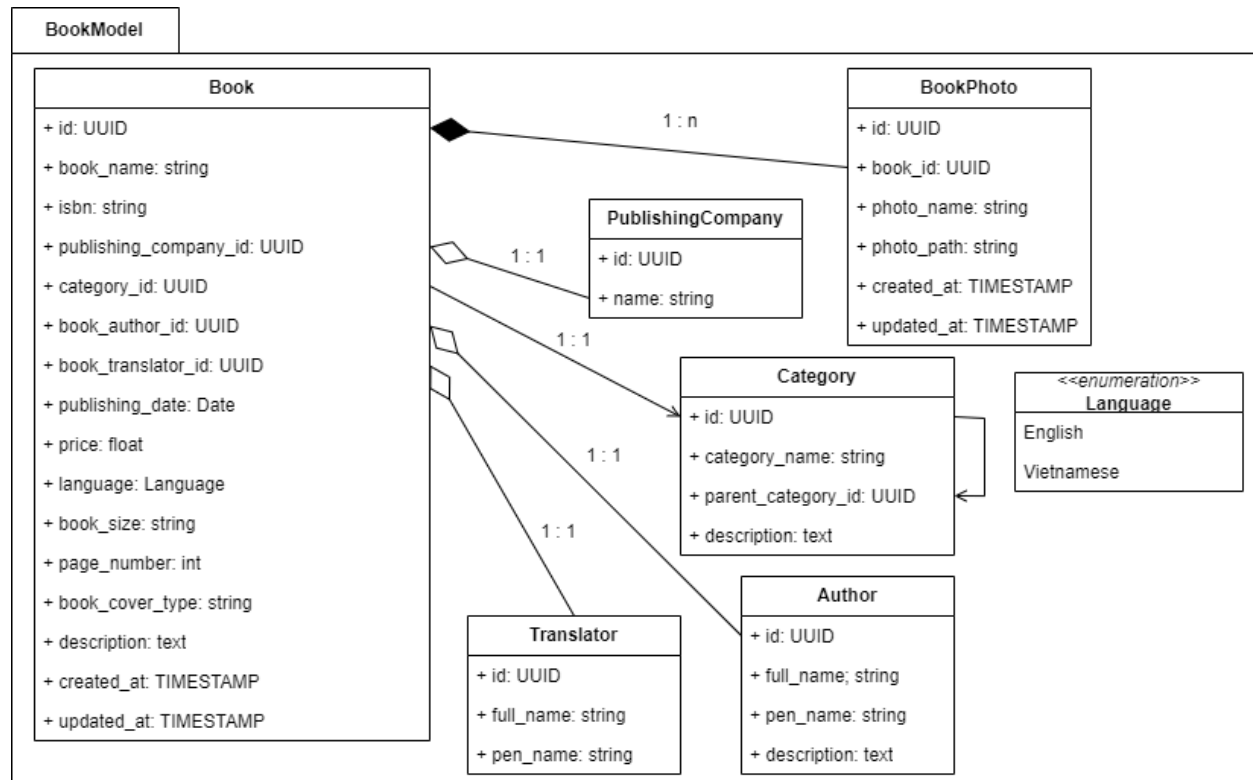 BookModel
Book
+ id: UUID
+ book_name: string
+ isbn: string
+ publishing_company_id: UUID
+ category_id: UUID
+ book_author_id: UUID
+ book_translator_id: UUID
+ publishing_date: Date
+ price: float
+ language: Language
+ book_size: string
+ page_number: int
+ book_cover_type: string
+ description: text
+ created_at: TIMESTAMP
+ updated_at: TIMESTAMP
1 : n
BookPhoto
+ id: UUID
+ book_id: UUID
+ photo_name: string
+ photo_path: string
+ created_at: TIMESTAMP
+ updated_at: TIMESTAMP
1 : 1
PublishingCompany
+ id: UUID
+ name: string
1 : 1
Category
+ id: UUID
+ category_name: string
+ parent_category_id: UUID
+ description: text
<<enumeration>>
Language
English
Vietnamese
1 : 1
1 : 1
Translator
+ id: UUID
+ full_name: string
+ pen_name: string
Author
+ id: UUID
+ full_name; string
+ pen_name: string
+ description: text